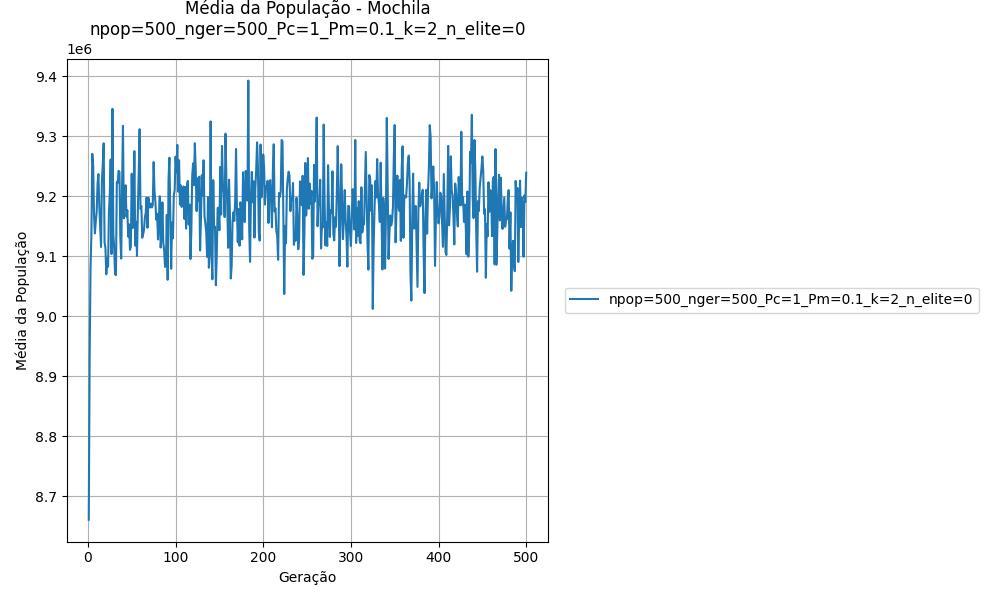 Média da População - Mochila
npop=500_nger=500_Pc=1_Pm=0.1_k=2_n_elite=0
1e6
9.4
9.3
9.2
9.1
9.0
8.9
8.8
8.7
Média da População
0 100 200 300 400 500
Geração
npop=500_nger=500_Pc=1_Pm=0.1_k=2_n_elite=0